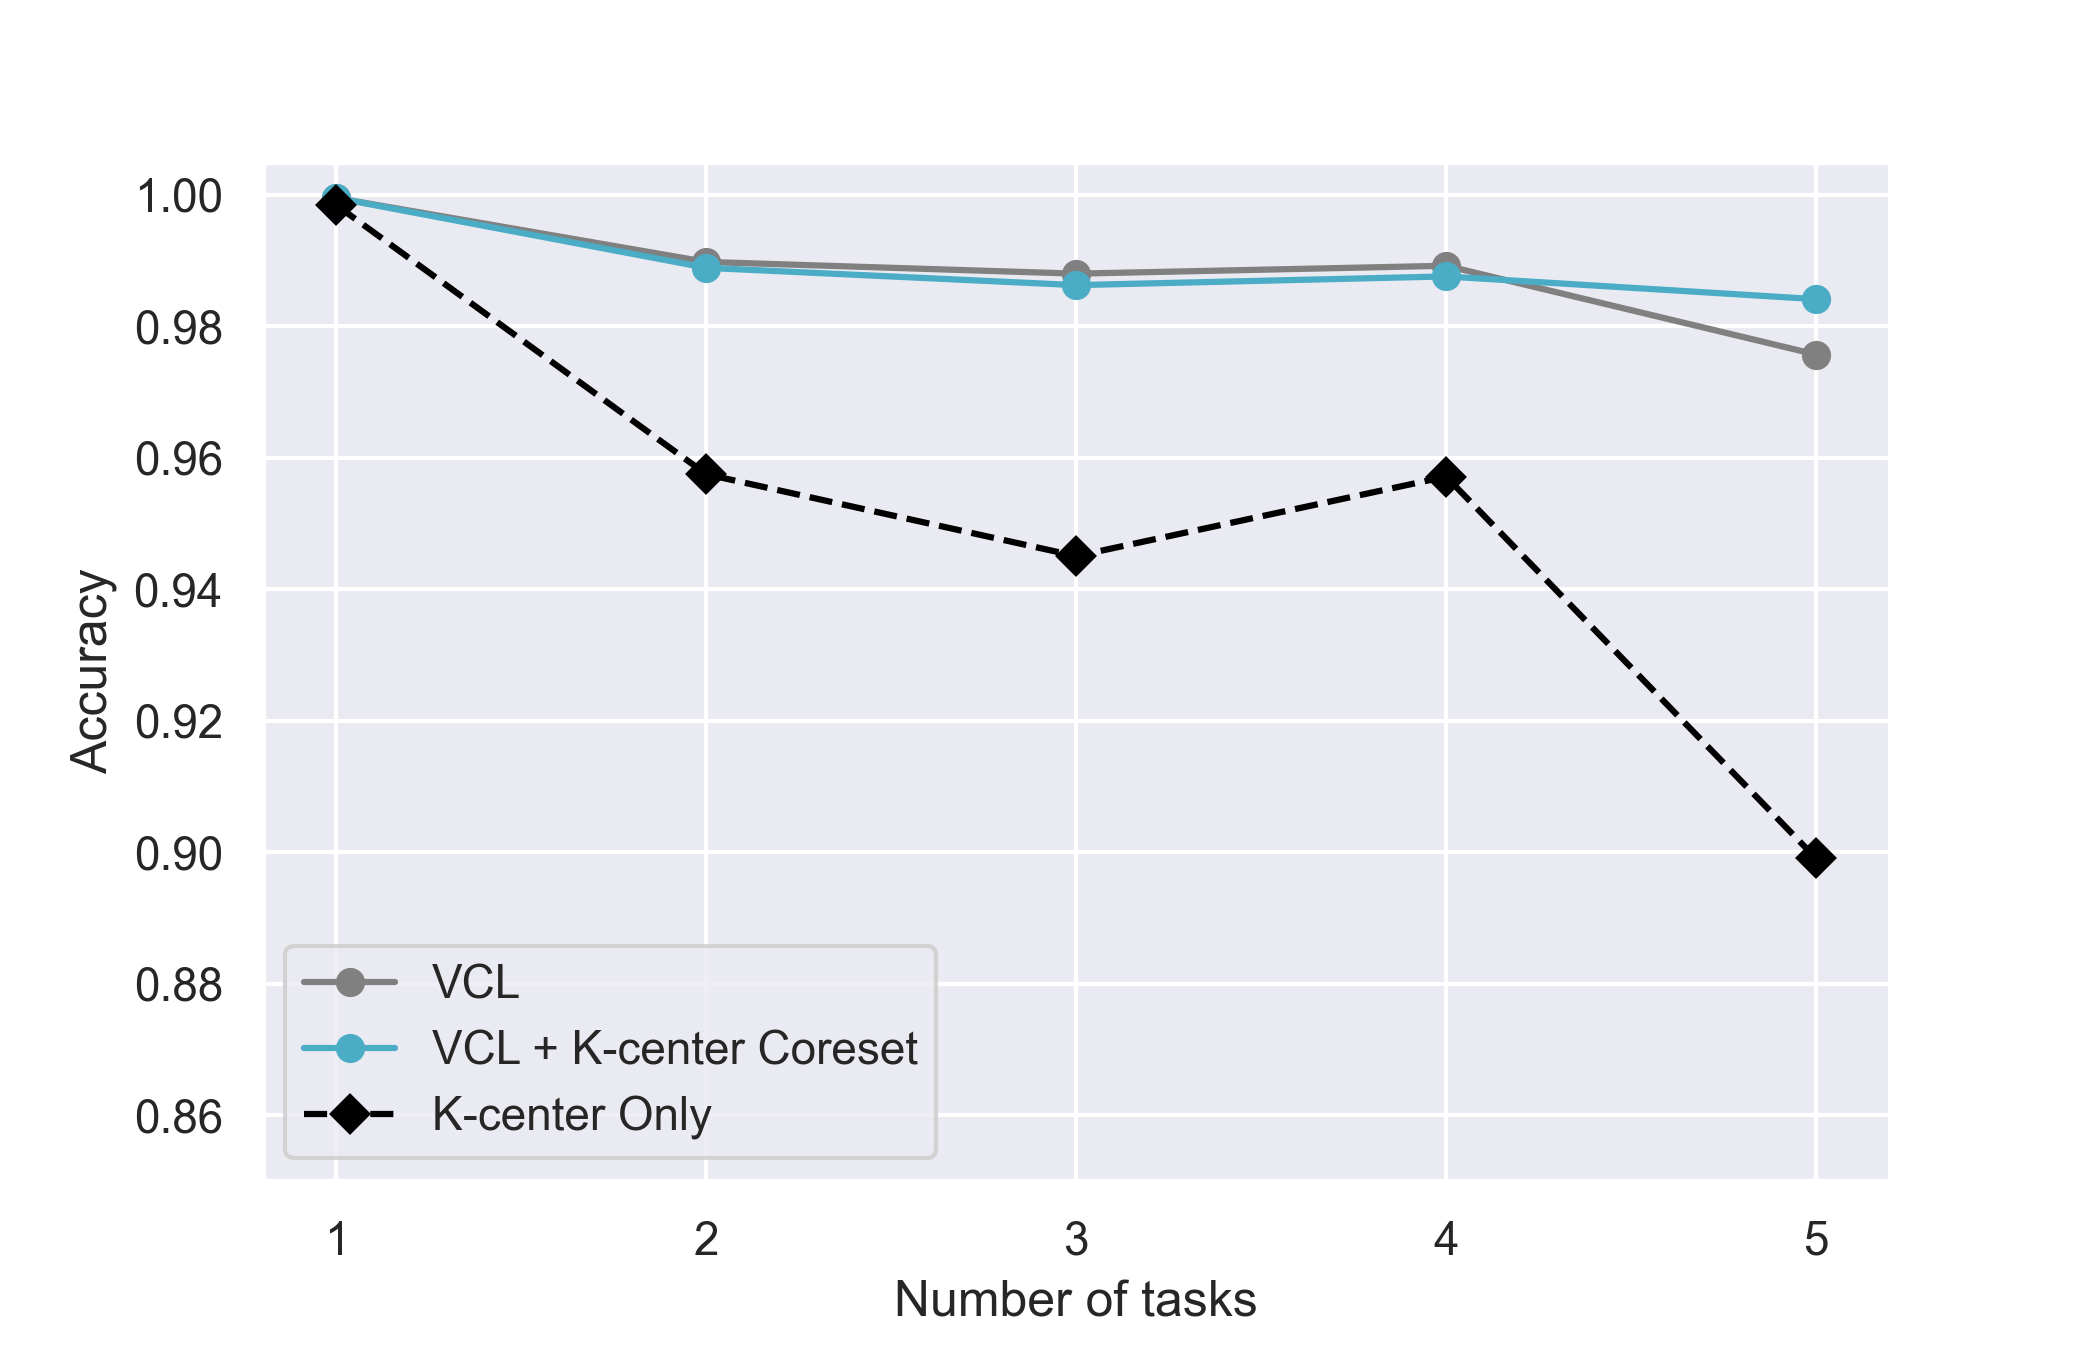 1.00
0.98
0.96
0.94
0.92
0.90
0.88
0.86
Accuracy
VCL
VCL + K-center Coreset
K-center Only
1 2 3 4 5
Number of tasks